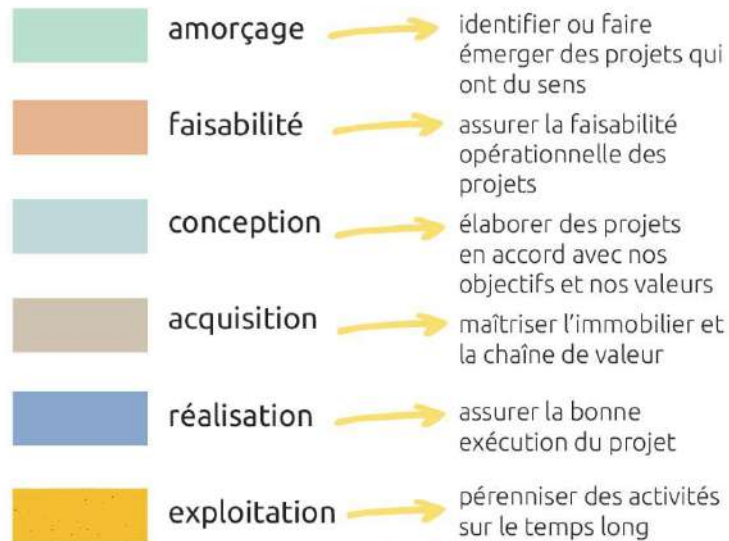 amorçage
identifier ou faire
émerger des projets qui
ont du sens
faisabilité
assurer la faisabilité
opérationnelle des
projets
conception
élaborer des projets
en accord avec nos
objectifs et nos valeurs
acquisition
maîtriser l'immobilier et
la chaîne de valeur
réalisation
assurer la bonne
exécution du projet
exploitation
pérenniser des activités
sur le temps long